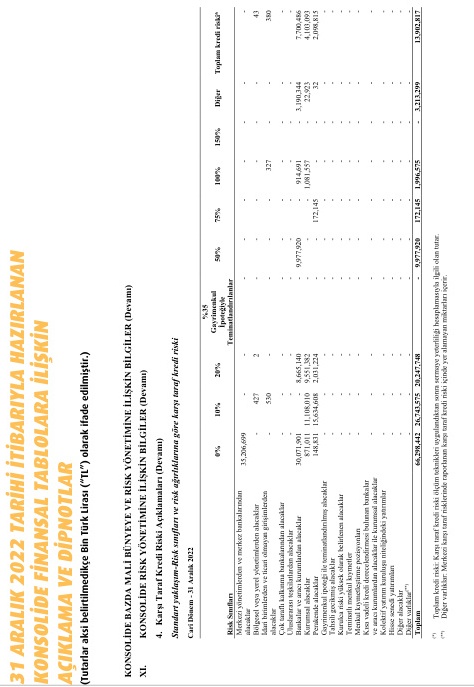 31 ARALIK 2022 TARİHİ İTİBARIYLA HAZIRLANAN
KONSOLİDE FİNANSAL TABLOLARA İLİŞKİN
AÇIKLAMA VE DİPNOTLAR
(Tutarlar aksi belirtilmedikçe Bin Türk Lirası ("TL") olarak ifade edilmiştir.)
KONSOLİDE BAZDA MALİ BÜNYEYE VE RİSK YÖNETİMİNE İLİŞKİN BİLGİLER (Devamı)
XI. KONSOLİDE RİSK YÖNETİMİNE İLİŞKİN BİLGİLER (Devamı)
4. Karşı Taraf Kredi Riski Açıklamaları (Devamı)
Standart yaklaşım-Risk sınıfları ve risk ağırlıklarına göre karşı taraf kredi riski
Cari Dönem - 31 Aralık 2022
Risk Sınıfları 0% 10% 20% %35 Gayrimenkul İpoteğiyle Teminatlandırılanlar 50% 75% 100% 150% Diğer Toplam kredi riski(*)
Merkezi yönetimlerden ve merkez bankalarından alacaklar 35,206,699 - - - - - - - - -
Bölgesel veya yerel yönetimlerden alacaklar - 427 2 - - - - - - 43
İdari birimlerden ve ticari olmayan girişimlerden alacaklar - 530 - - - - 327 - - 380
Çok taraflı kalkınma bankalarından alacaklar - - - - - - - - - -
Uluslararası teşkilatlardan alacaklar - - - - - - - - - -
Bankalar ve aracı kurumlardan alacaklar 30,071,901 - 8,665,140 - 9,977,920 - 914,691 - 3,190,344 7,700,486
Kurumsal alacaklar 871,011 11,108,010 9,551,382 - - - 1,081,557 - 22,923 4,103,093
Perakende alacaklar 148,831 15,634,608 2,031,224 - - 172,145 - - 32 2,098,815
Gayrimenkul ipoteği ile teminatlandırılmış alacaklar - - - - - - - - - -
Tahsili gecikmiş alacaklar - - - - - - - - - -
Kurulca riski yüksek olarak belirlenen alacaklar - - - - - - - - - -
Teminatlı menkul kıymetler - - - - - - - - - -
Menkul kıymetleştirme pozisyonları - - - - - - - - - -
Kısa vadeli kredi derecelendirmesi bulunan bankalar ve aracı kurumlardan alacaklar ile kurumsal alacaklar - - - - - - - - - -
Kolektif yatırım kuruluşu niteliğindeki yatırımlar - - - - - - - - - -
Hisse senedi yatırımları - - - - - - - - - -
Diğer alacaklar - - - - - - - - - -
Diğer varlıklar(**) - - - - - - - - - -
Toplam 66,298,442 26,743,575 20,247,748 - 9,977,920 172,145 1,996,575 - 3,213,299 13,902,817
(*) Toplam kredi riski: Karşı taraf kredi riski ölçüm teknikleri uygulandıktan sonra sermaye yeterliliği hesaplamasıyla ilgili olan tutar.
(**) Diğer varlıklar: Merkezi karşı taraf risklerinde raporlanan karşı taraf kredi riski içinde yer alamayan miktarları içerir.